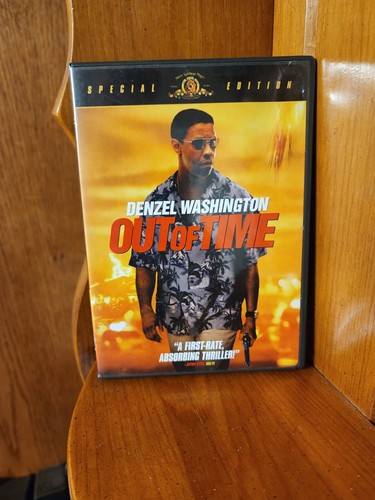 SPECIAL EDITION
DENZEL WASHINGTON
OUT OF TIME
"A FIRST-RATE,
ABSORBING THRILLER!"